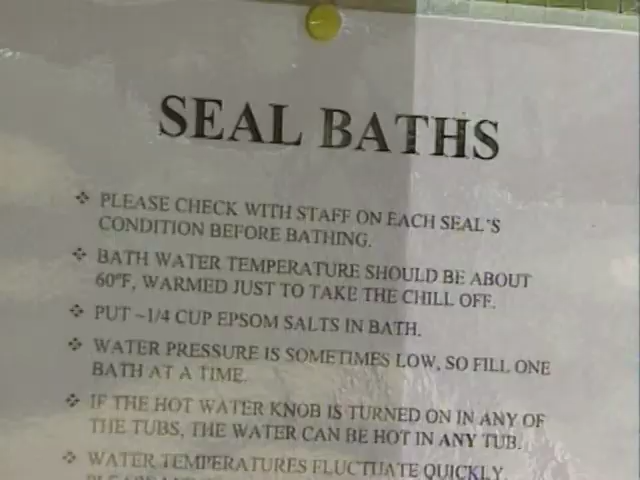 SEAL BATHS
❖ PLEASE CHECK WITH STAFF ON EACH SEAL'S
CONDITION BEFORE BATHING.
❖ BATH WATER TEMPERATURE SHOULD BE ABOUT
60°F, WARMED JUST TO TAKE THE CHILL OFF.
❖ PUT ~1/4 CUP EPSOM SALTS IN BATH.
❖ WATER PRESSURE IS SOMETIMES LOW, SO FILL ONE
BATH AT A TIME.
❖ IF THE HOT WATER KNOB IS TURNED ON IN ANY OF
THE TUBS, THE WATER CAN BE HOT IN ANY TUB.
❖ WATER TEMPERATURES FLUCTUATE QUICKLY.